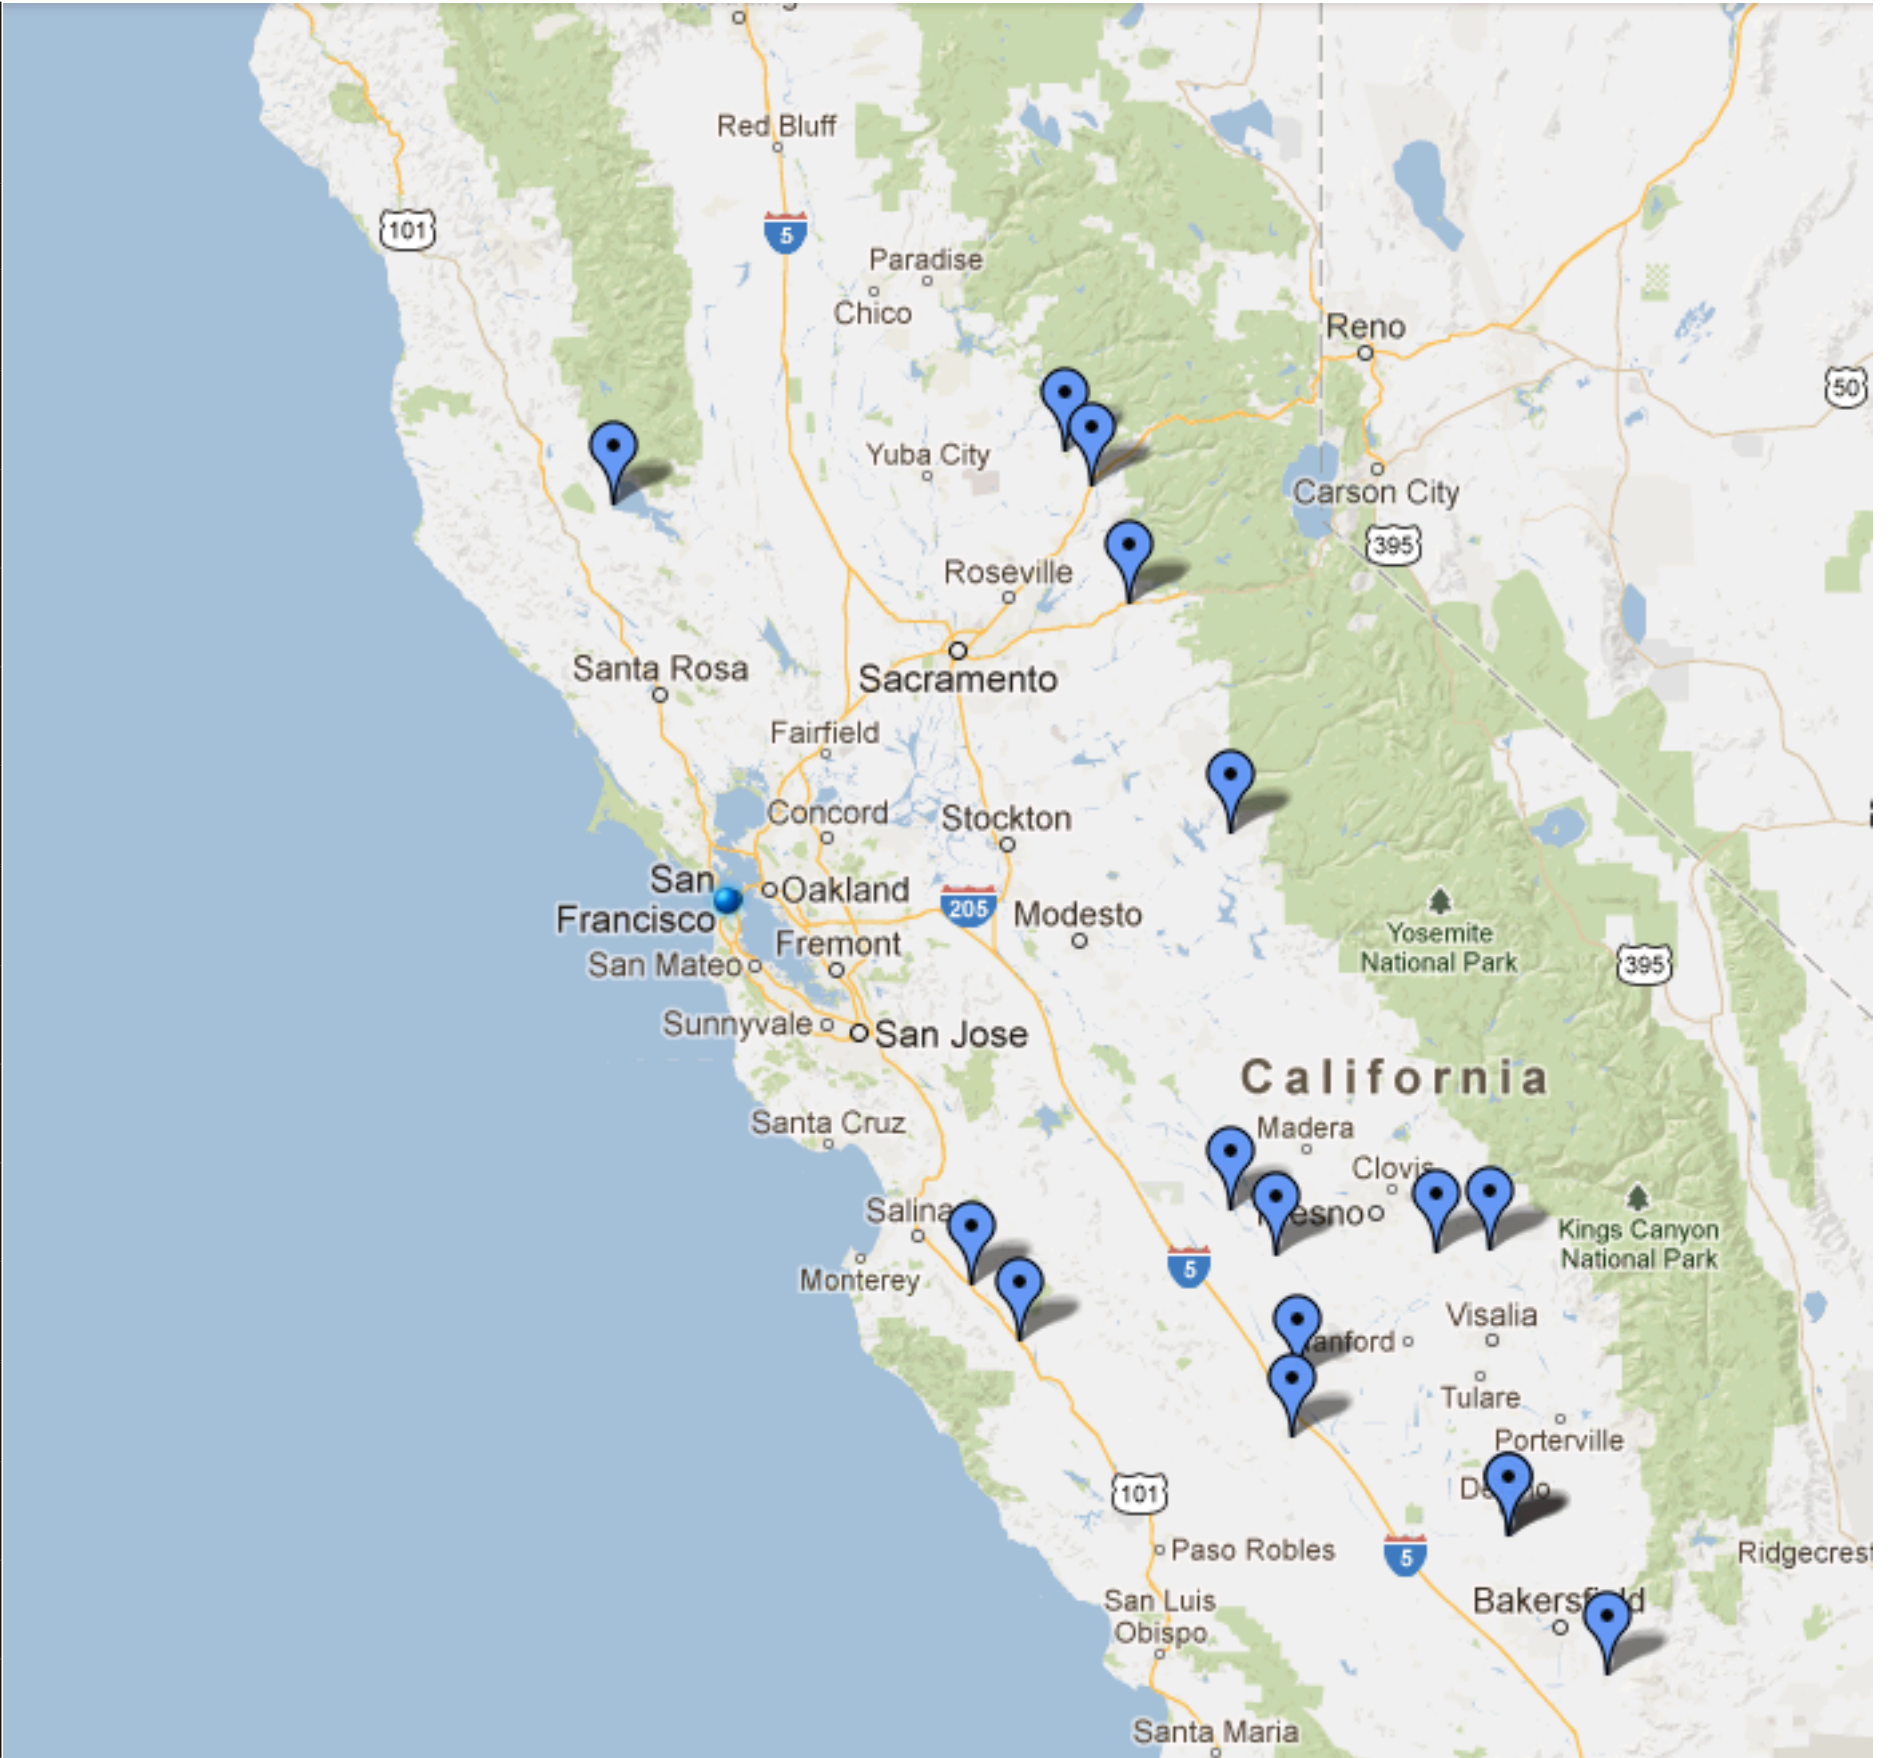 Red Bluff
101
5
Paradise
Chico
Reno
50
Yuba City
Carson City
395
Roseville
Santa Rosa
Sacramento
Fairfield
Concord
Stockton
San
Francisco
Oakland
205
Modesto
Fremont
Yosemite
National Park
San Mateo
395
Sunnyvale
San Jose
California
Santa Cruz
Madera
Clovis
Salina
Kings Canyon
National Park
5
Monterey
Visalia
Tulare
Porterville
101
Paso Robles
5
Ridgecrest
San Luis
Obispo
Santa Maria